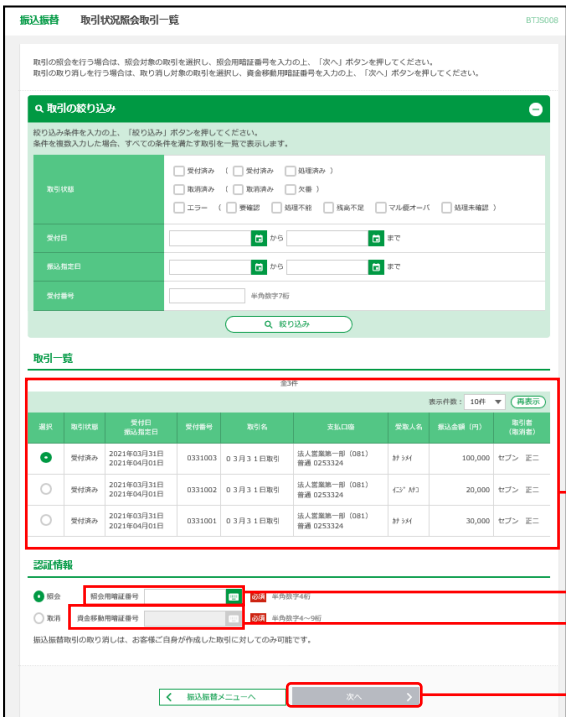 振込振替 取引状況照会取引一覧 BTJS008
取引の照会を行う場合は、照会対象の取引を選択し、照会用暗証番号を入力の上、「次へ」ボタンを押してください。
取引の取り消しを行う場合は、取り消し対象の取引を選択し、資金移動用暗証番号を入力の上、「次へ」ボタンを押してください。
取引の絞り込み
絞り込み条件を入力の上、「絞り込み」ボタンを押してください。
条件を複数入力した場合、すべての条件を満たす取引を一覧で表示します。
取引状態
受付済み ( 受付済み 処理済み )
取消済み ( 取消済み 欠番 )
エラー ( 要確認 処理不能 残高不足 マル優オーバ 処理未確認 )
受付日 から まで
振込指定日 から まで
受付番号 半角数字7桁
絞り込み
取引一覧
全3件
表示件数: 10件 再表示
選択 取引状態 受付日 振込指定日 受付番号 取引名 支払口座 受取人名 振込金額(円) 取引者 (取消者)
受付済み 2021年03月31日 2021年04月01日 0331003 03月31日取引 法人営業第一部(081) 普通 0253324 100,000 セブン 正二
受付済み 2021年03月31日 2021年04月01日 0331002 03月31日取引 法人営業第一部(081) 普通 0253324 20,000 セブン 正二
受付済み 2021年03月31日 2021年04月01日 0331001 03月31日取引 法人営業第一部(081) 普通 0253324 30,000 セブン 正二
認証情報
照会 照会用暗証番号 必須 半角数字4桁
取消 資金移動用暗証番号 必須 半角数字4~9桁
振込振替取引の取り消しは、お客様ご自身が作成した取引に対してのみ可能です。
振込振替メニューへ 次へ